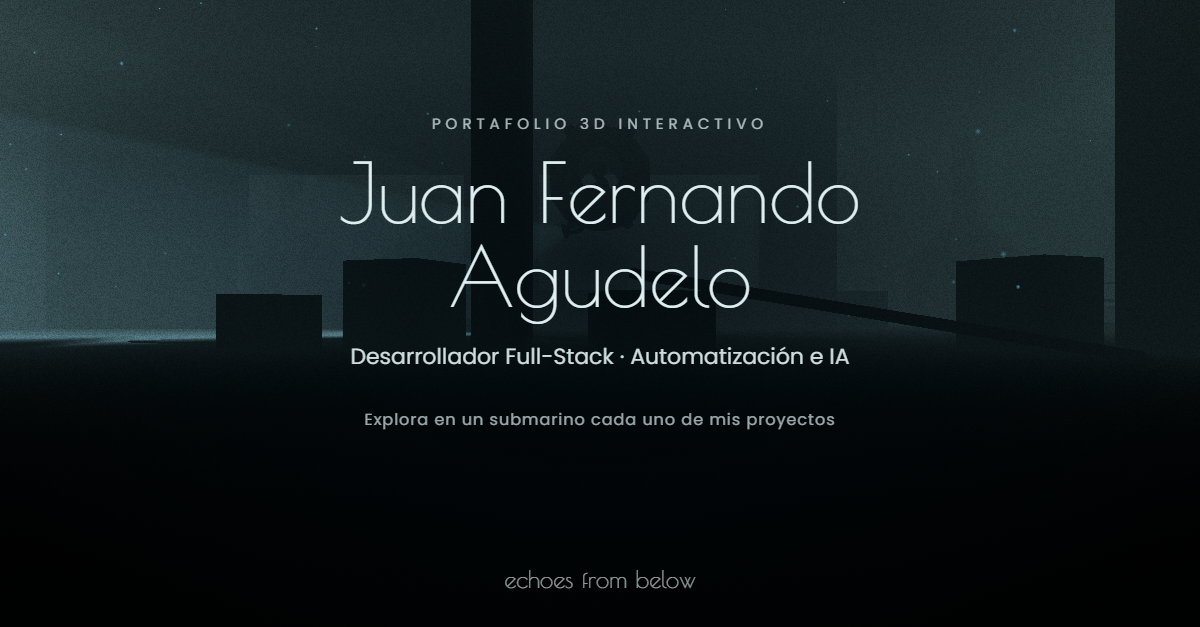 PORTAFOLIO 3D INTERACTIVO
Juan Fernando
Agudelo
Desarrollador Full-Stack · Automatización e IA
Explora en un submarino cada uno de mis proyectos
echoes from below